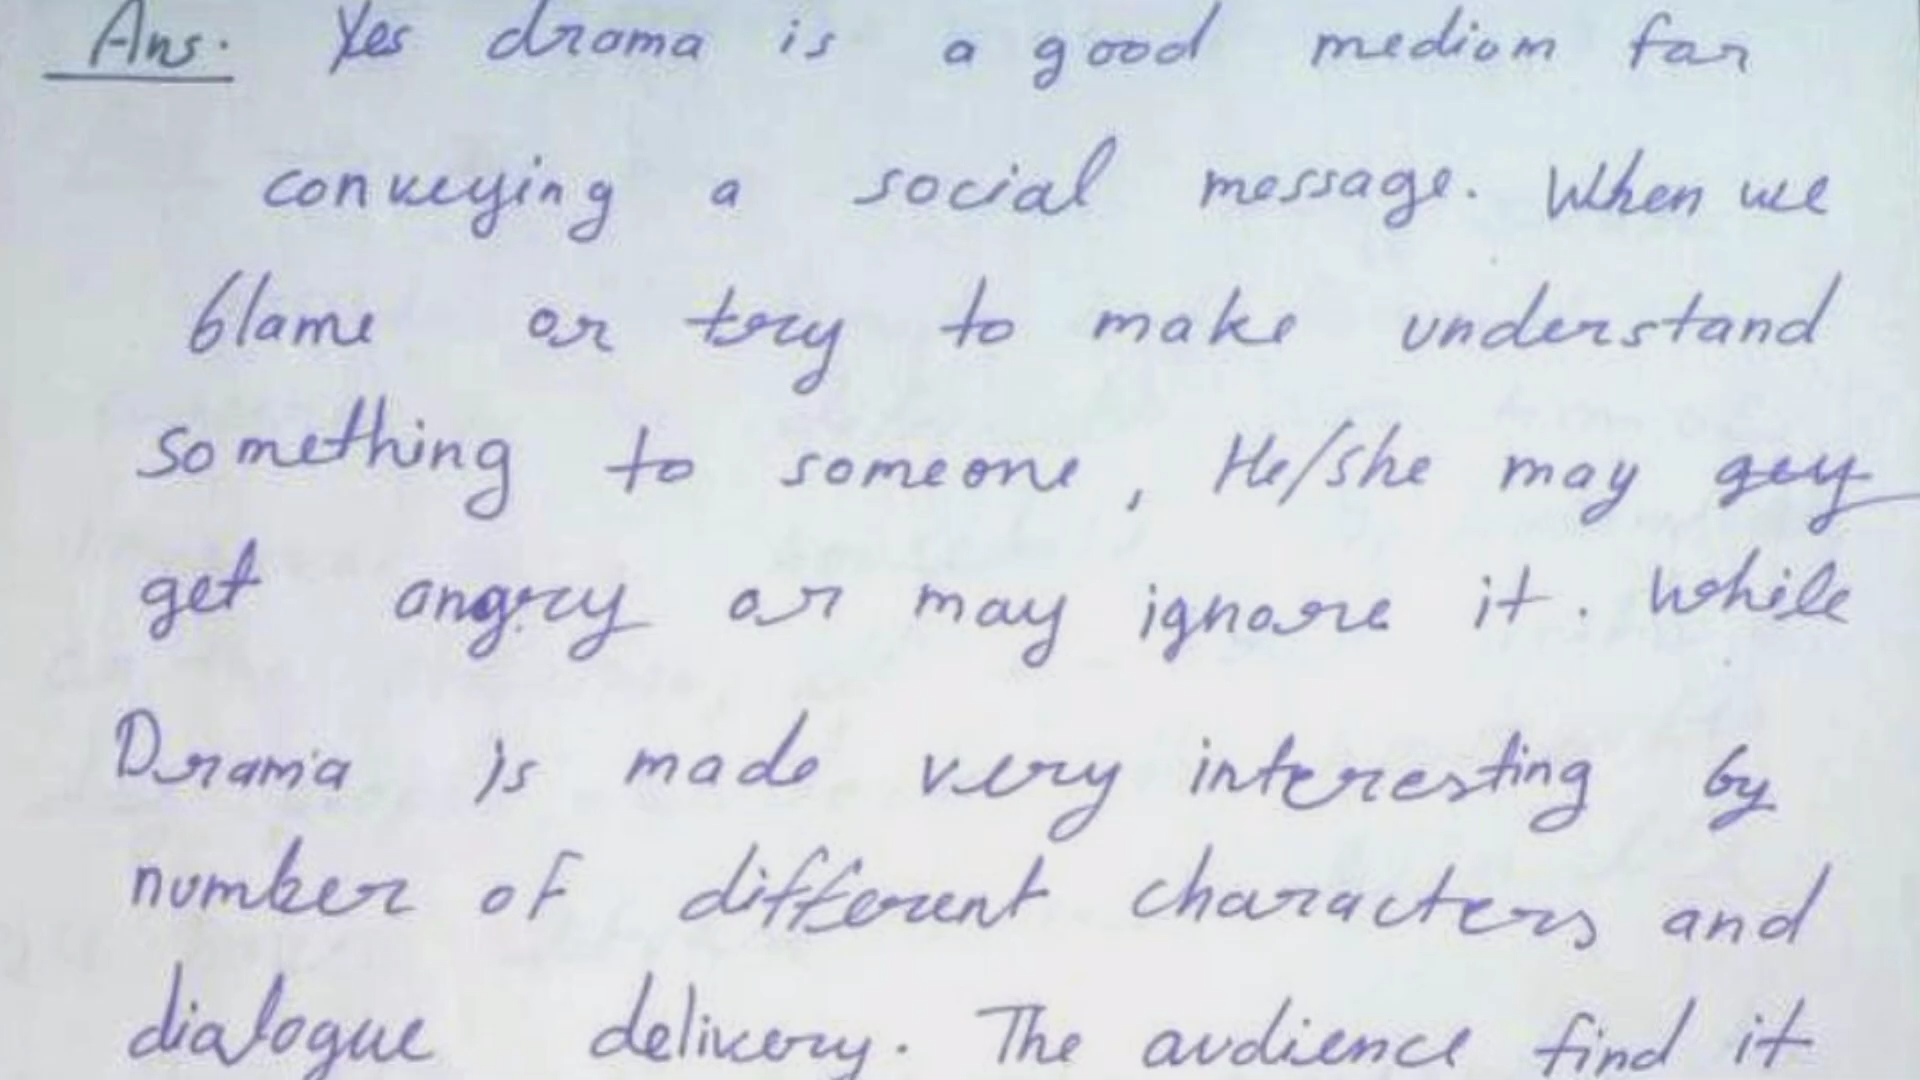 Ans. Yes drama is a good medium for
conveying a social message. When we
blame or try to make understand
something to someone, He/she may guy
get angry or may ignore it. While
Drama is made very interesting by
number of different characters and
dialogue delivery. The audience find it